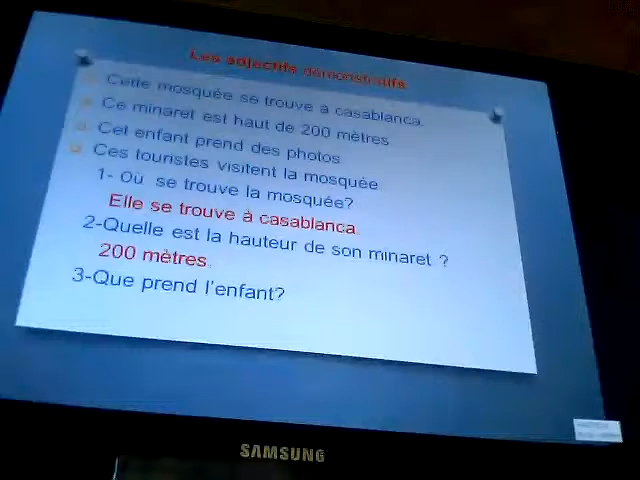 Les adjectifs démonstratifs
Cette mosquée se trouve à casablanca.
Ce minaret est haut de 200 mètres
Cet enfant prend des photos
Ces touristes visitent la mosquée
1- Où se trouve la mosquée?
Elle se trouve à casablanca.
2-Quelle est la hauteur de son minaret ?
200 mètres.
3-Que prend l'enfant?
SAMSUNG